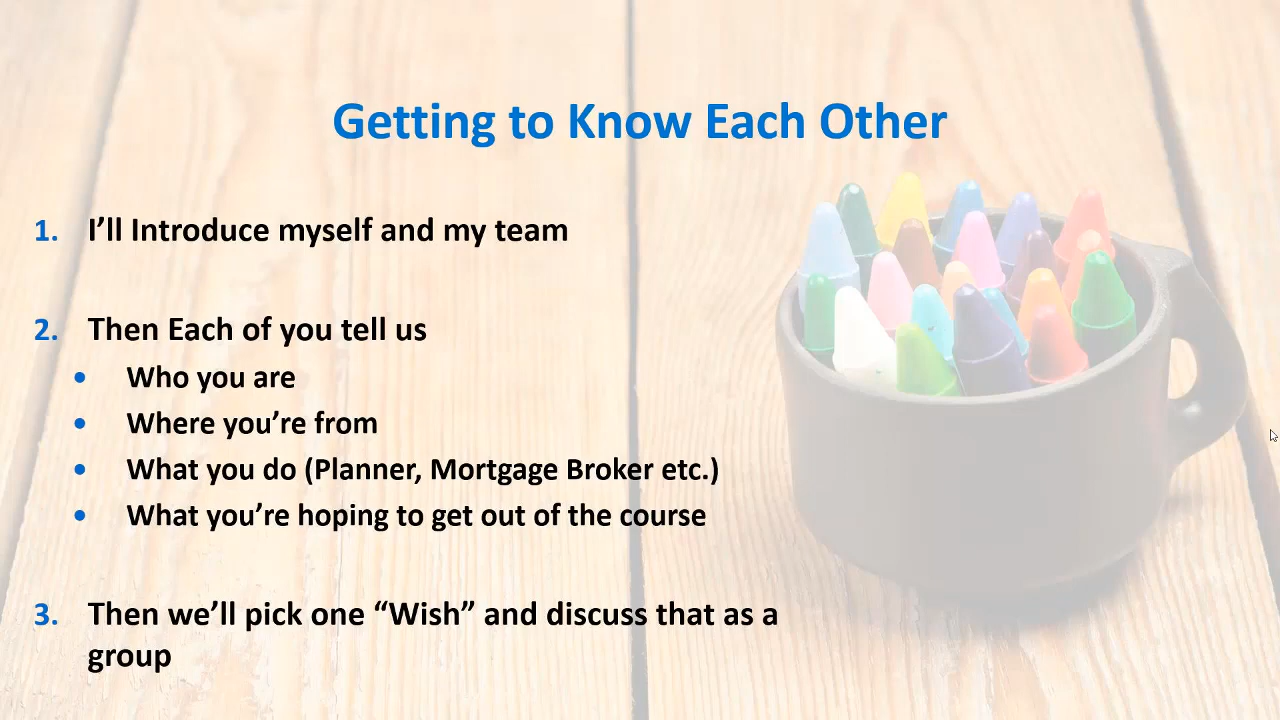 Getting to Know Each Other
1. I’ll Introduce myself and my team
2. Then Each of you tell us
• Who you are
• Where you’re from
• What you do (Planner, Mortgage Broker etc.)
• What you’re hoping to get out of the course
3. Then we’ll pick one “Wish” and discuss that as a
group